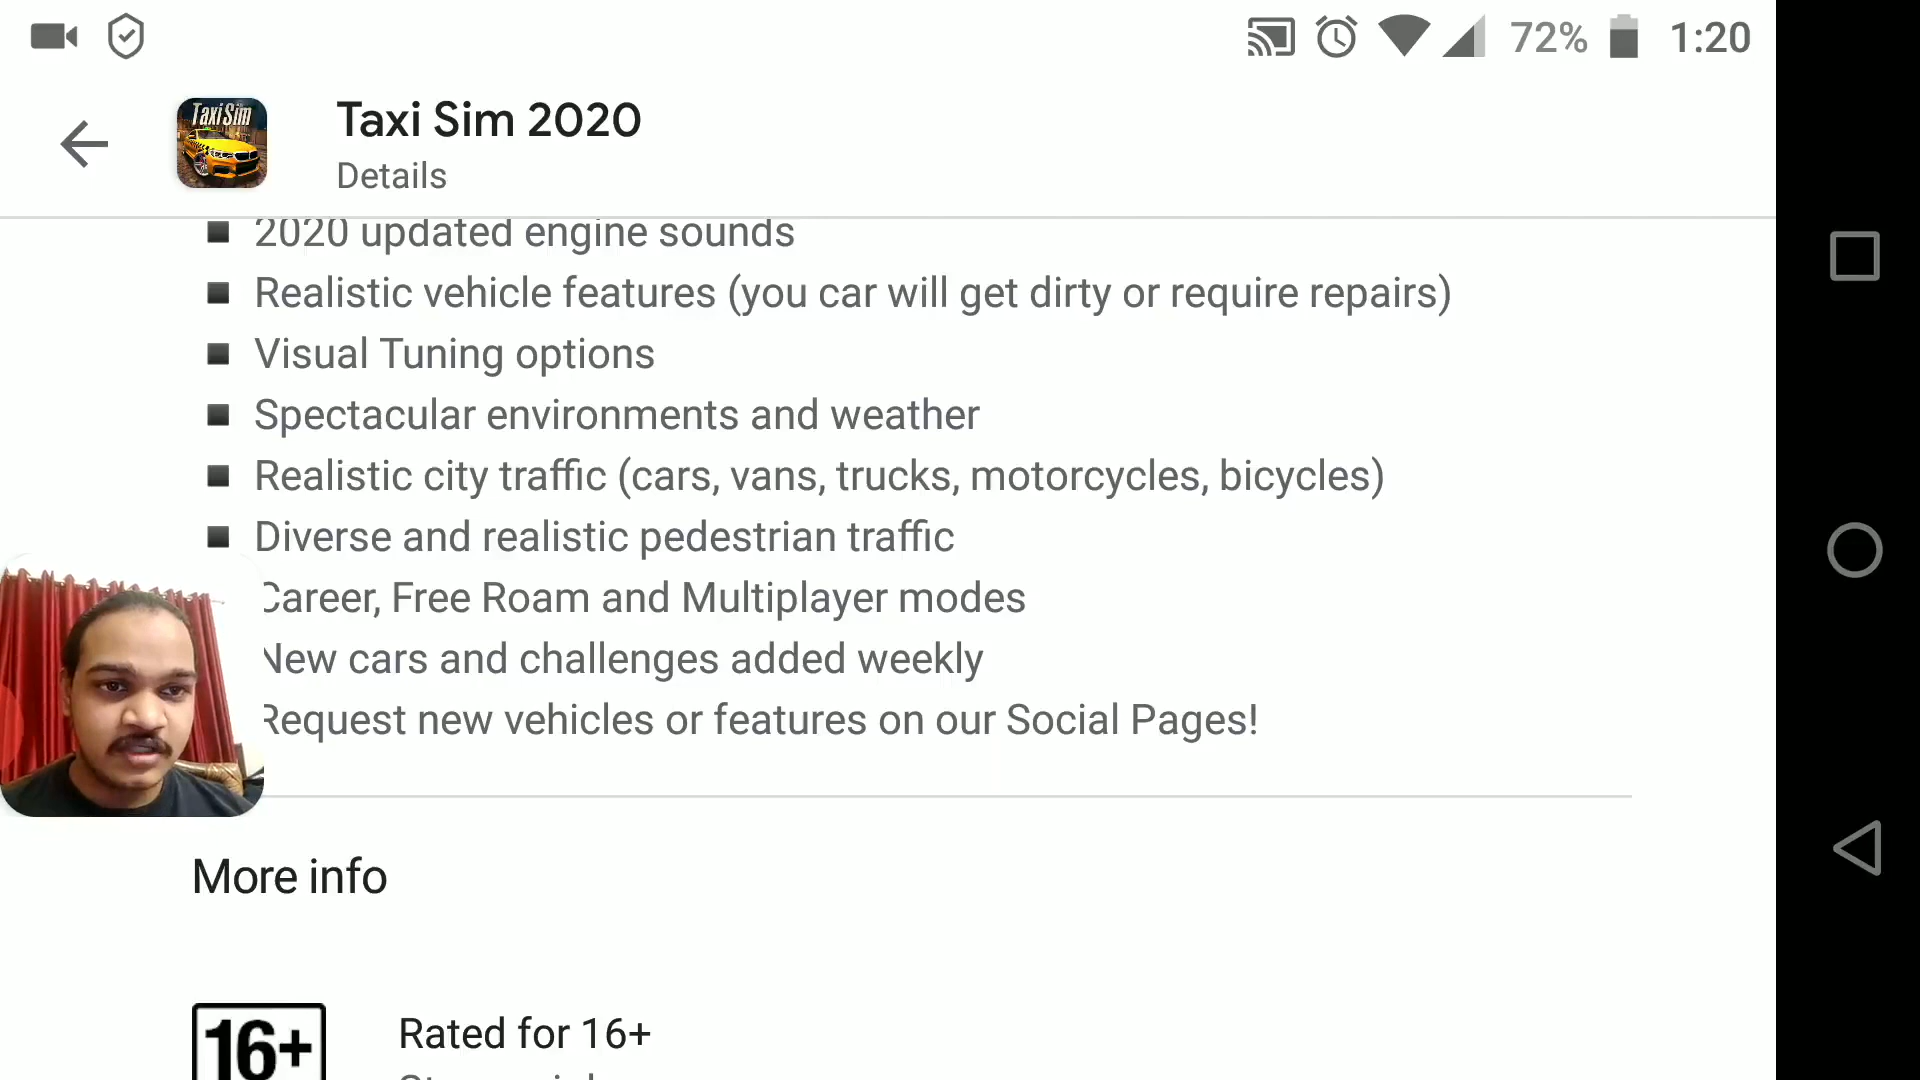 72% 1:20
TaxiSim
Taxi Sim 2020
Details
2020 updated engine sounds
Realistic vehicle features (you car will get dirty or require repairs)
Visual Tuning options
Spectacular environments and weather
Realistic city traffic (cars, vans, trucks, motorcycles, bicycles)
Diverse and realistic pedestrian traffic
Career, Free Roam and Multiplayer modes
New cars and challenges added weekly
Request new vehicles or features on our Social Pages!
More info
16+
Rated for 16+